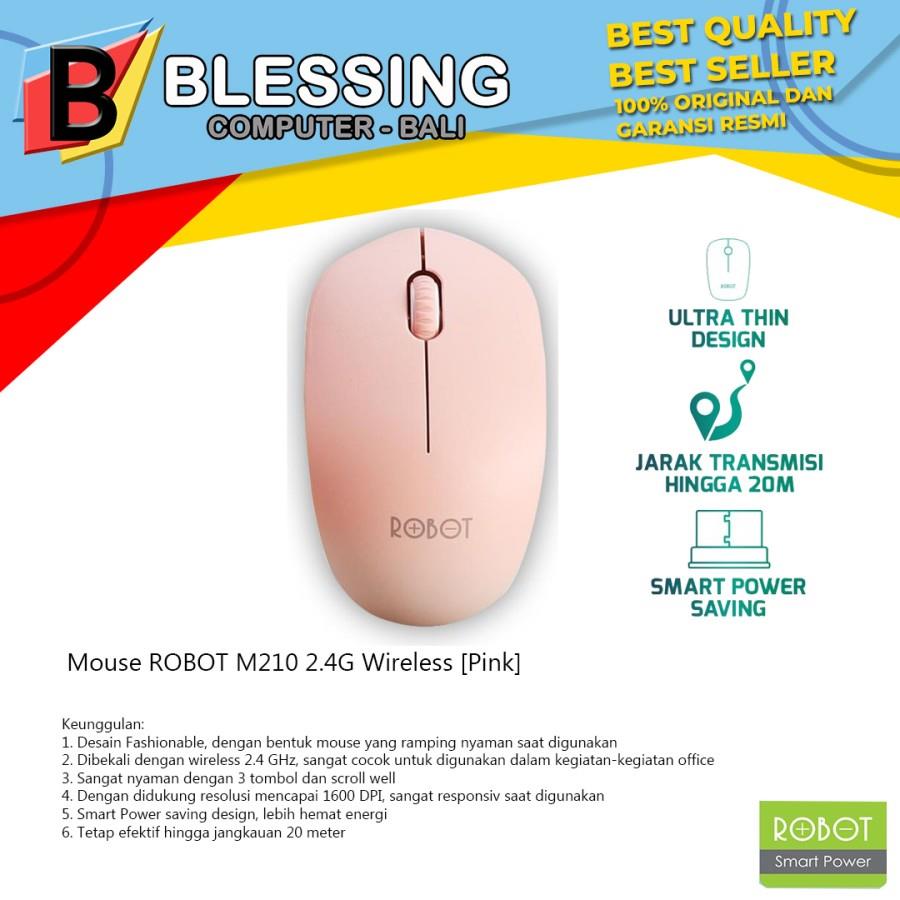 B BLESSING
COMPUTER - BALI
BEST QUALITY
BEST SELLER
100% ORIGINAL DAN
GARANSI RESMI
ROBOT
ULTRA THIN
DESIGN
JARAK TRANSMISI
HINGGA 20M
SMART POWER
SAVING
ROBOT
Mouse ROBOT M210 2.4G Wireless [Pink]
Keunggulan:
1. Desain Fashionable, dengan bentuk mouse yang ramping nyaman saat digunakan
2. Dibekali dengan wireless 2.4 GHz, sangat cocok untuk digunakan dalam kegiatan-kegiatan office
3. Sangat nyaman dengan 3 tombol dan scroll well
4. Dengan didukung resolusi mencapai 1600 DPI, sangat responsiv saat digunakan
5. Smart Power saving design, lebih hemat energi
6. Tetap efektif hingga jangkauan 20 meter
ROBOT
Smart Power